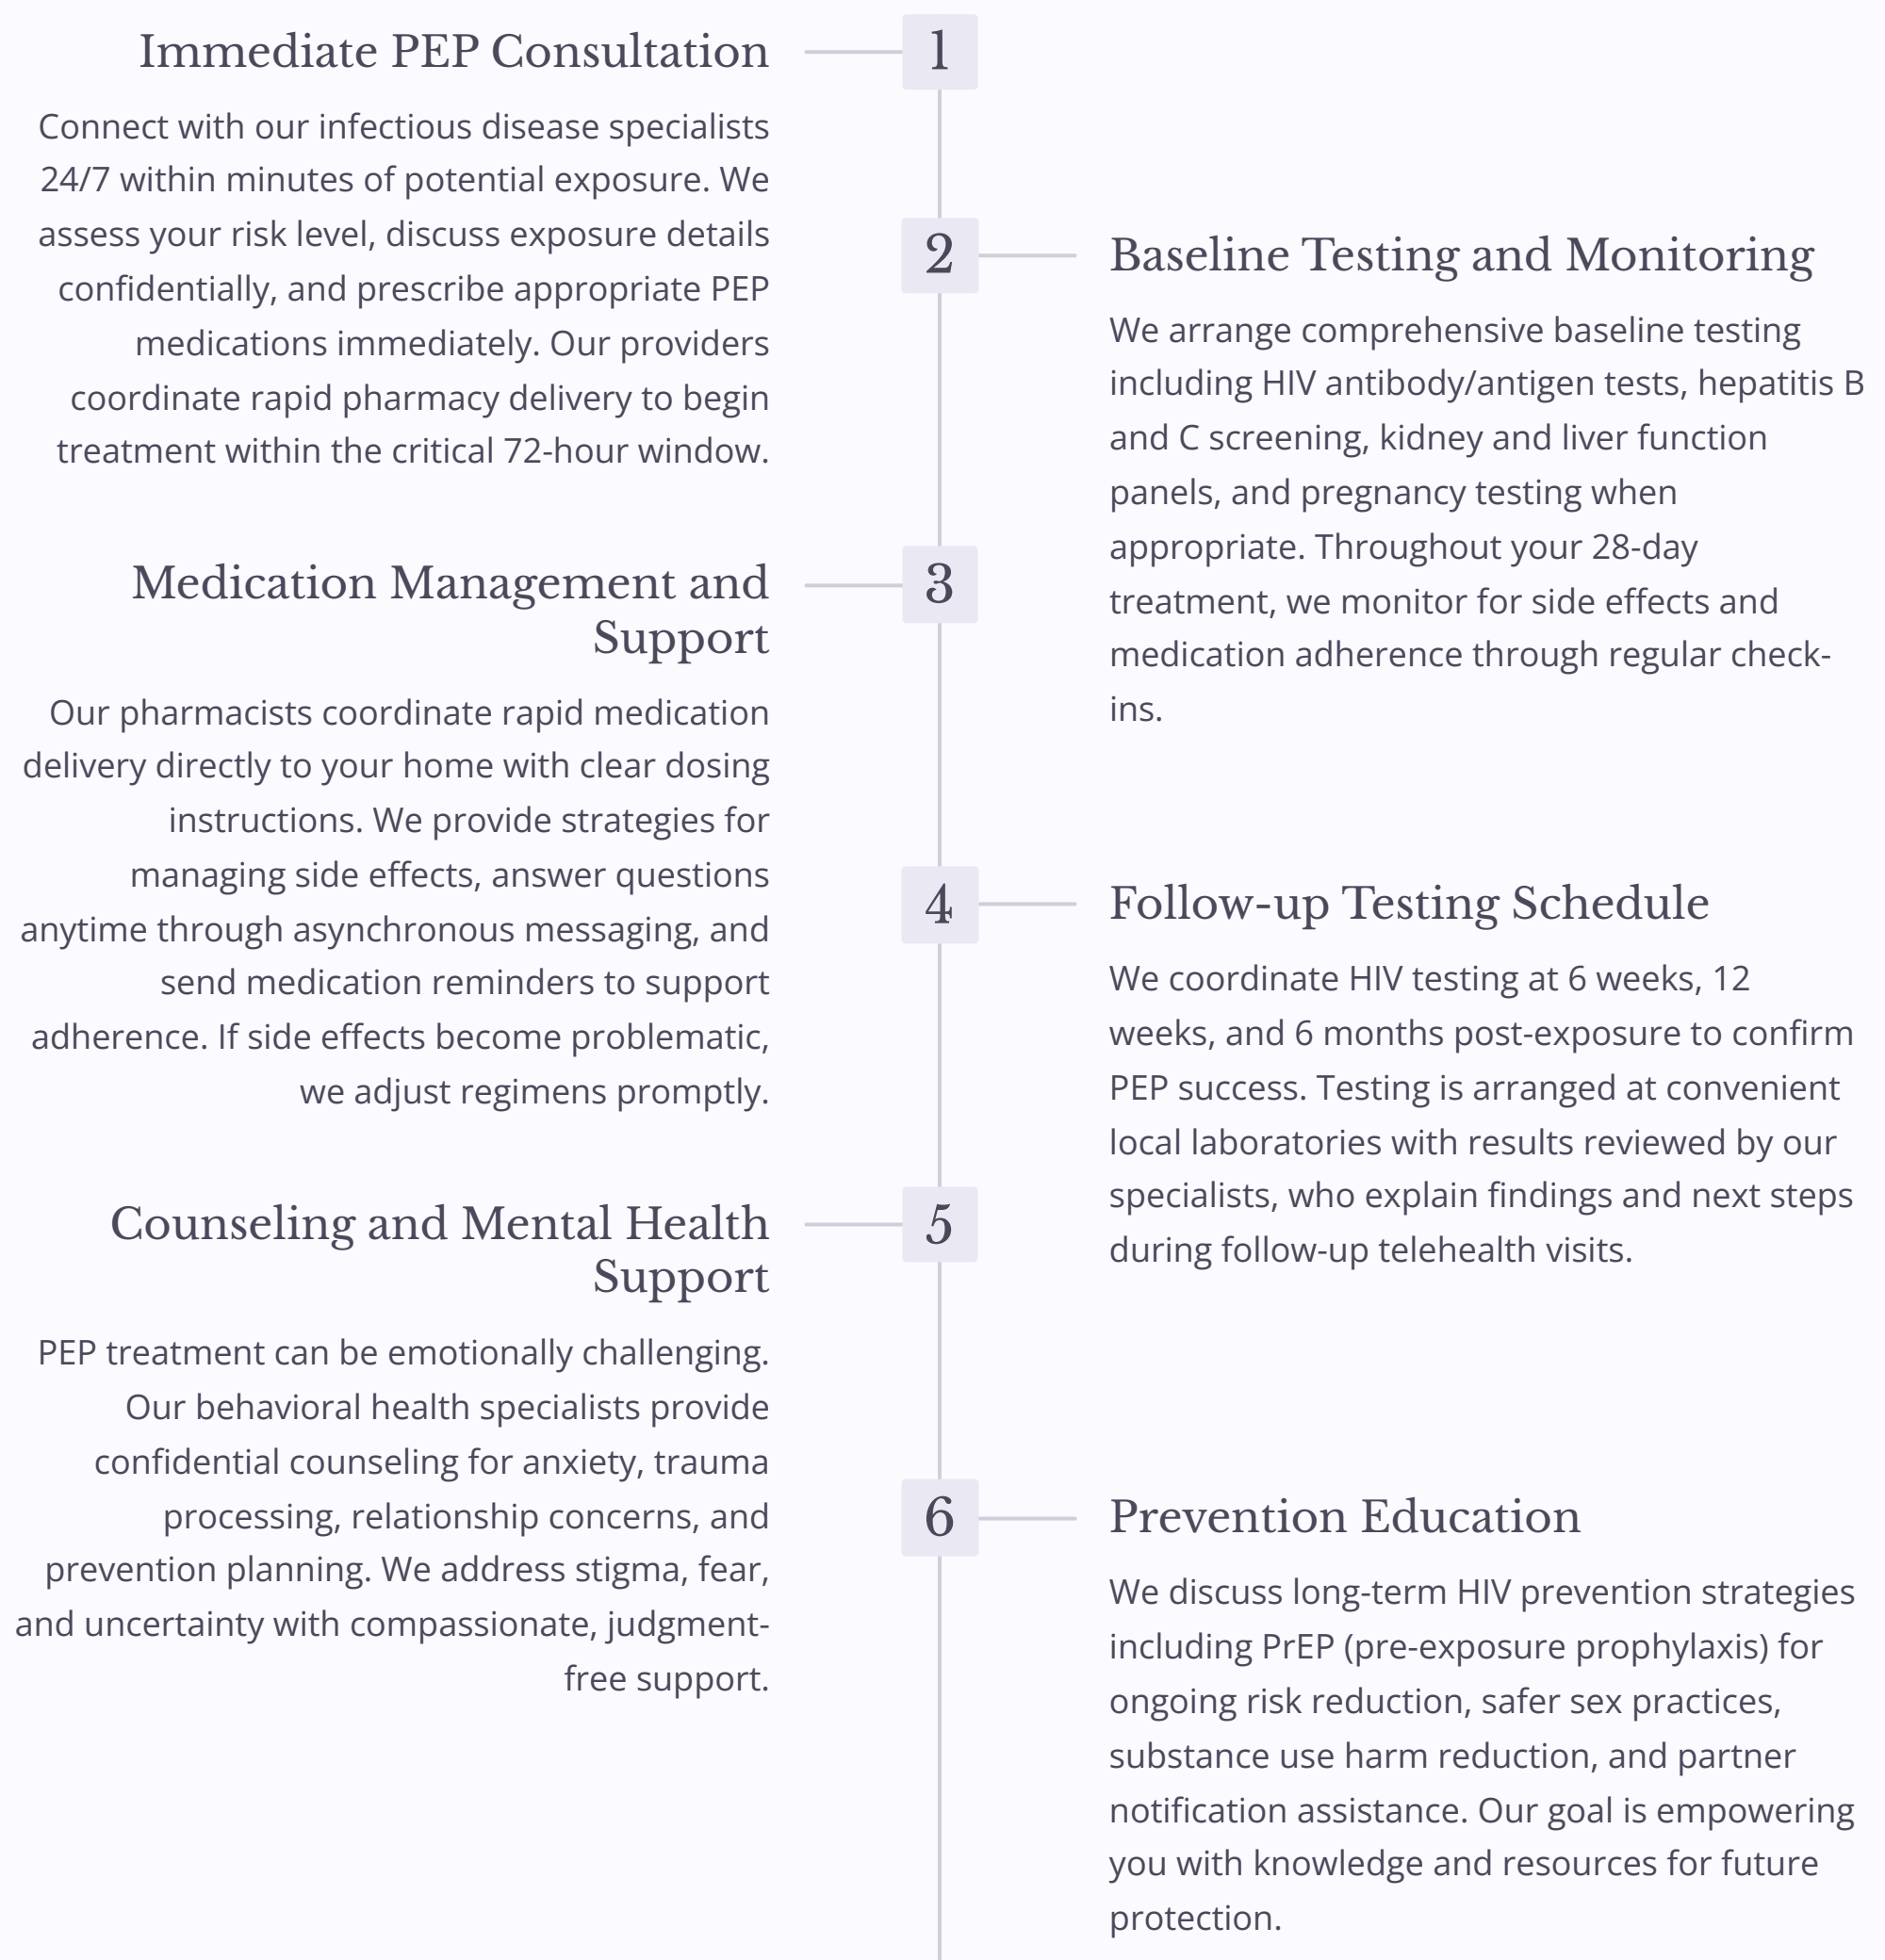 Immediate PEP Consultation
1
Connect with our infectious disease specialists
24/7 within minutes of potential exposure. We
assess your risk level, discuss exposure details
confidentially, and prescribe appropriate PEP
medications immediately. Our providers
coordinate rapid pharmacy delivery to begin
treatment within the critical 72-hour window.
2
Baseline Testing and Monitoring
We arrange comprehensive baseline testing
including HIV antibody/antigen tests, hepatitis B
and C screening, kidney and liver function
panels, and pregnancy testing when
appropriate. Throughout your 28-day
treatment, we monitor for side effects and
medication adherence through regular check-
ins.
Medication Management and
Support
3
Our pharmacists coordinate rapid medication
delivery directly to your home with clear dosing
instructions. We provide strategies for
managing side effects, answer questions
anytime through asynchronous messaging, and
send medication reminders to support
adherence. If side effects become problematic,
we adjust regimens promptly.
4
Follow-up Testing Schedule
We coordinate HIV testing at 6 weeks, 12
weeks, and 6 months post-exposure to confirm
PEP success. Testing is arranged at convenient
local laboratories with results reviewed by our
specialists, who explain findings and next steps
during follow-up telehealth visits.
Counseling and Mental Health
Support
5
PEP treatment can be emotionally challenging.
Our behavioral health specialists provide
confidential counseling for anxiety, trauma
processing, relationship concerns, and
prevention planning. We address stigma, fear,
and uncertainty with compassionate, judgment-
free support.
6
Prevention Education
We discuss long-term HIV prevention strategies
including PrEP (pre-exposure prophylaxis) for
ongoing risk reduction, safer sex practices,
substance use harm reduction, and partner
notification assistance. Our goal is empowering
you with knowledge and resources for future
protection.